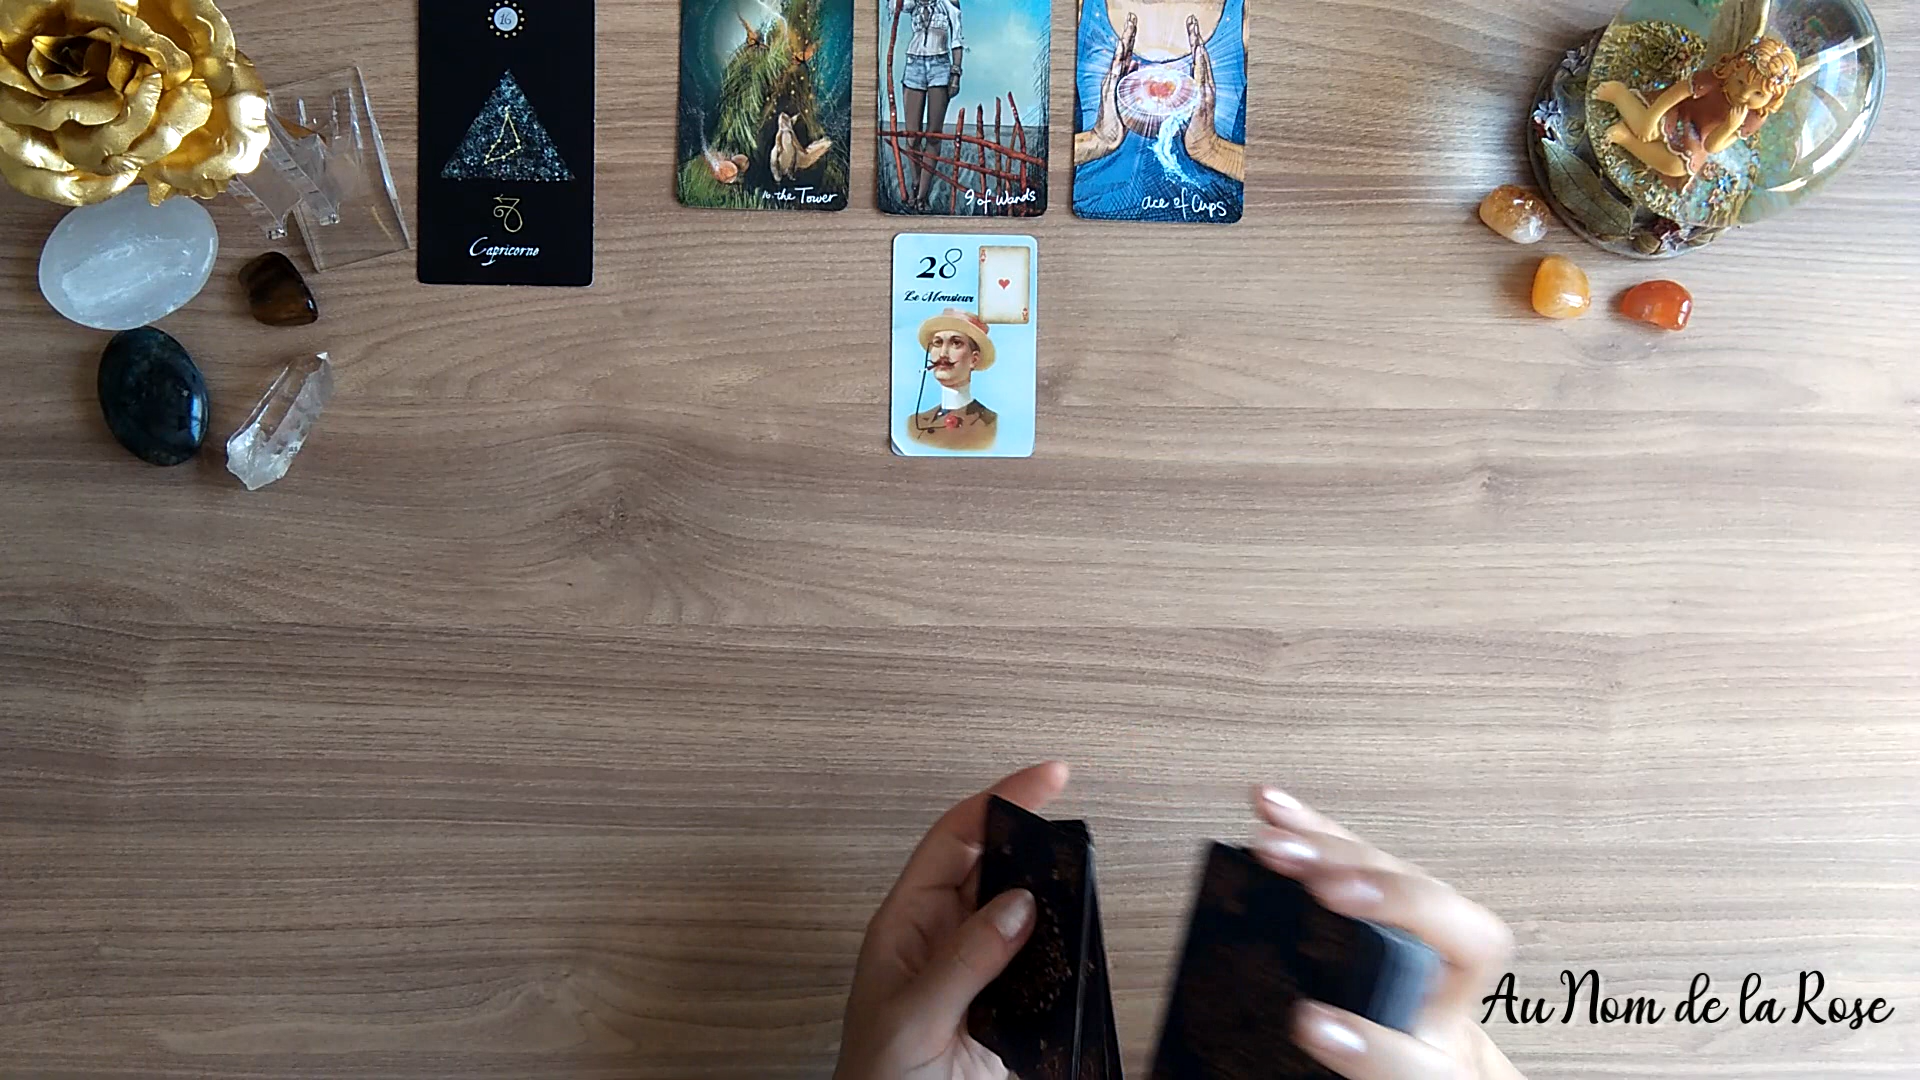 16
Capricorne
16. the Tower
9 of Wands
ace of Cups
28
Le Monsieur
A
A
Au Nom de la Rose